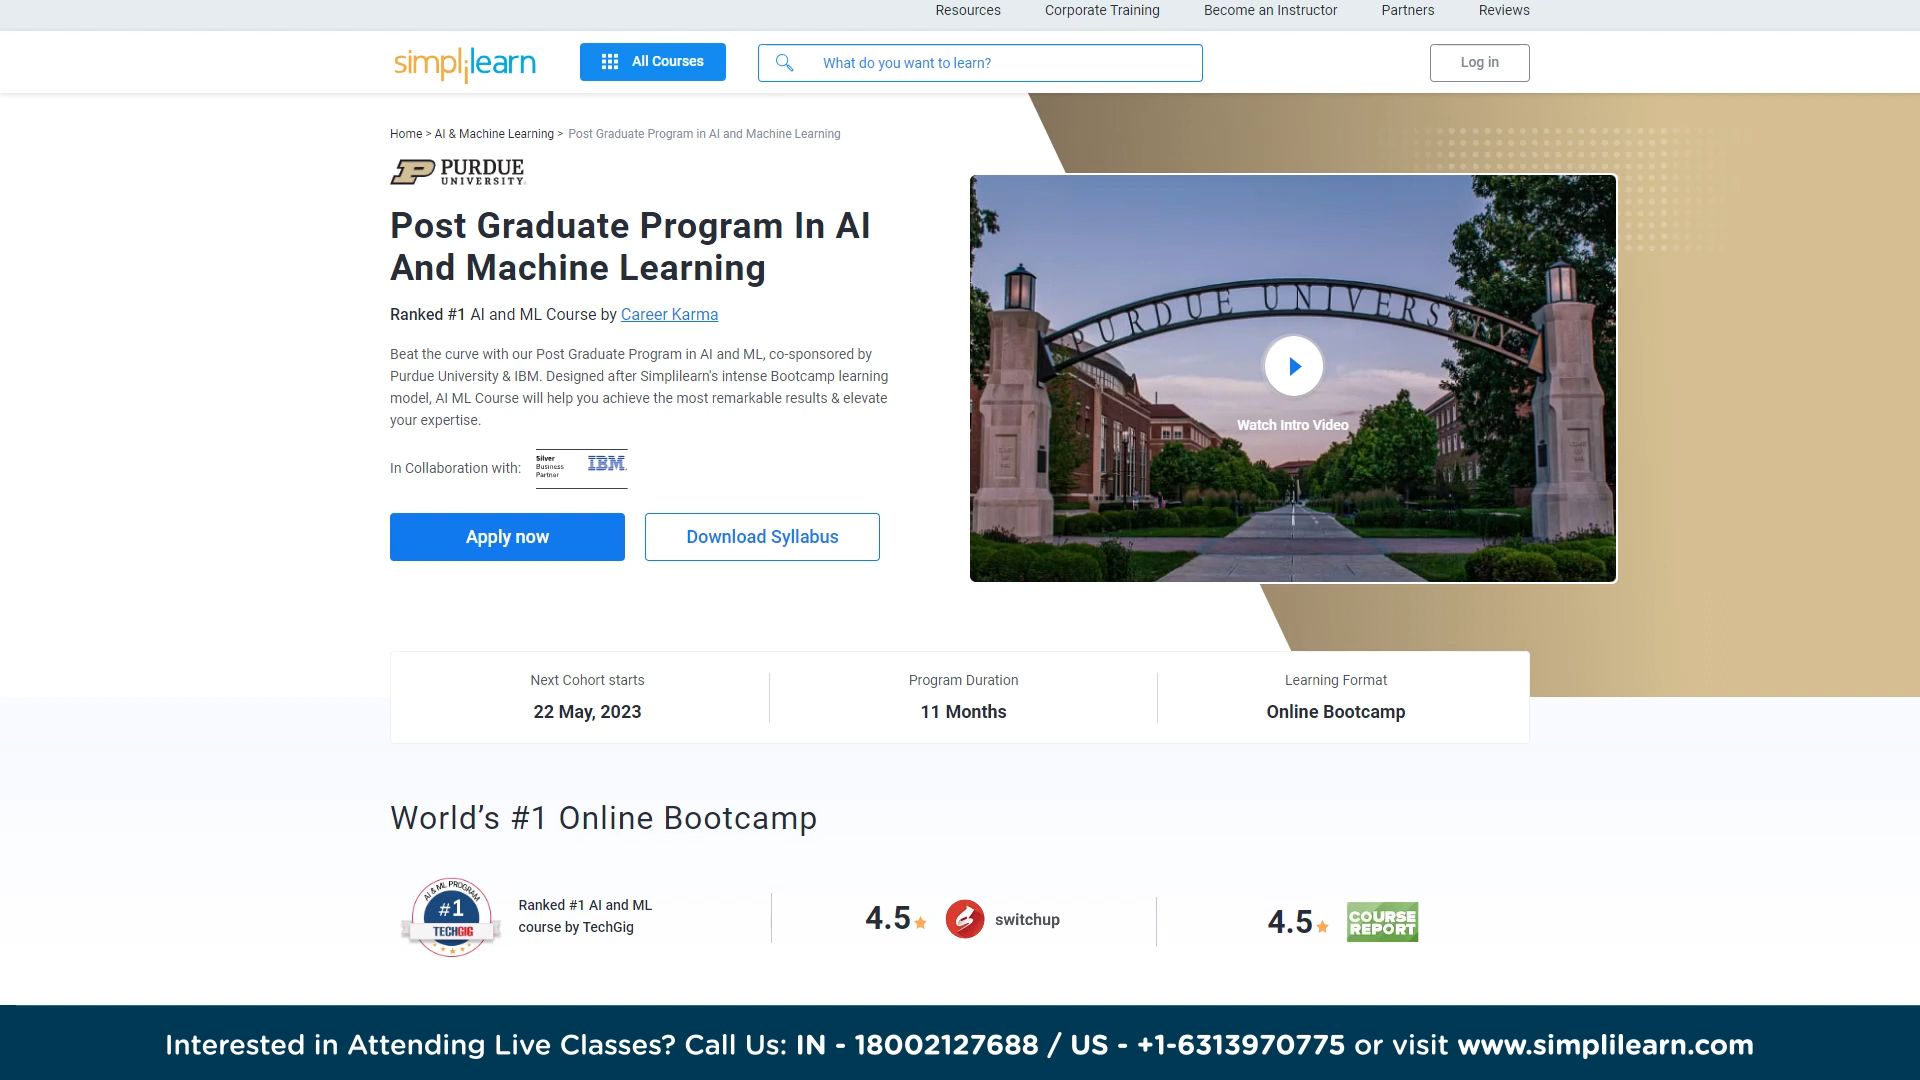 Resources Corporate Training Become an Instructor Partners Reviews
simplilearn All Courses What do you want to learn? Log in
Home > AI & Machine Learning > Post Graduate Program in AI and Machine Learning
PURDUE
UNIVERSITY
Post Graduate Program In AI
And Machine Learning
Ranked #1 AI and ML Course by Career Karma
Beat the curve with our Post Graduate Program in AI and ML, co-sponsored by
Purdue University & IBM. Designed after Simplilearn's intense Bootcamp learning
model, AI ML Course will help you achieve the most remarkable results & elevate
your expertise.
In Collaboration with:
Silver
Business
Partner
IBM
Apply now Download Syllabus
PURDUE UNIVERSITY
Watch Intro Video
Next Cohort starts Program Duration Learning Format
22 May, 2023 11 Months Online Bootcamp
World's #1 Online Bootcamp
AI & ML PROGRAM
#1
TECHGIG
Ranked #1 AI and ML
course by TechGig
4.5 switchup
4.5 COURSE
REPORT
Interested in Attending Live Classes? Call Us: IN - 18002127688 / US - +1-6313970775 or visit www.simplilearn.com